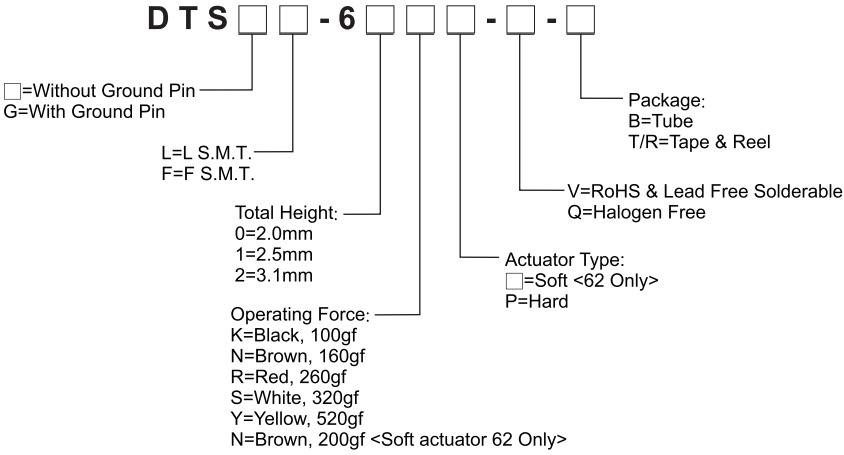 D T S □ □ - 6 □ □ □ - □ - □
□=Without Ground Pin
G=With Ground Pin
L=L S.M.T.
F=F S.M.T.
Total Height:
0=2.0mm
1=2.5mm
2=3.1mm
Operating Force:
K=Black, 100gf
N=Brown, 160gf
R=Red, 260gf
S=White, 320gf
Y=Yellow, 520gf
N=Brown, 200gf <Soft actuator 62 Only>
Actuator Type:
□=Soft <62 Only>
P=Hard
V=RoHS & Lead Free Solderable
Q=Halogen Free
Package:
B=Tube
T/R=Tape & Reel